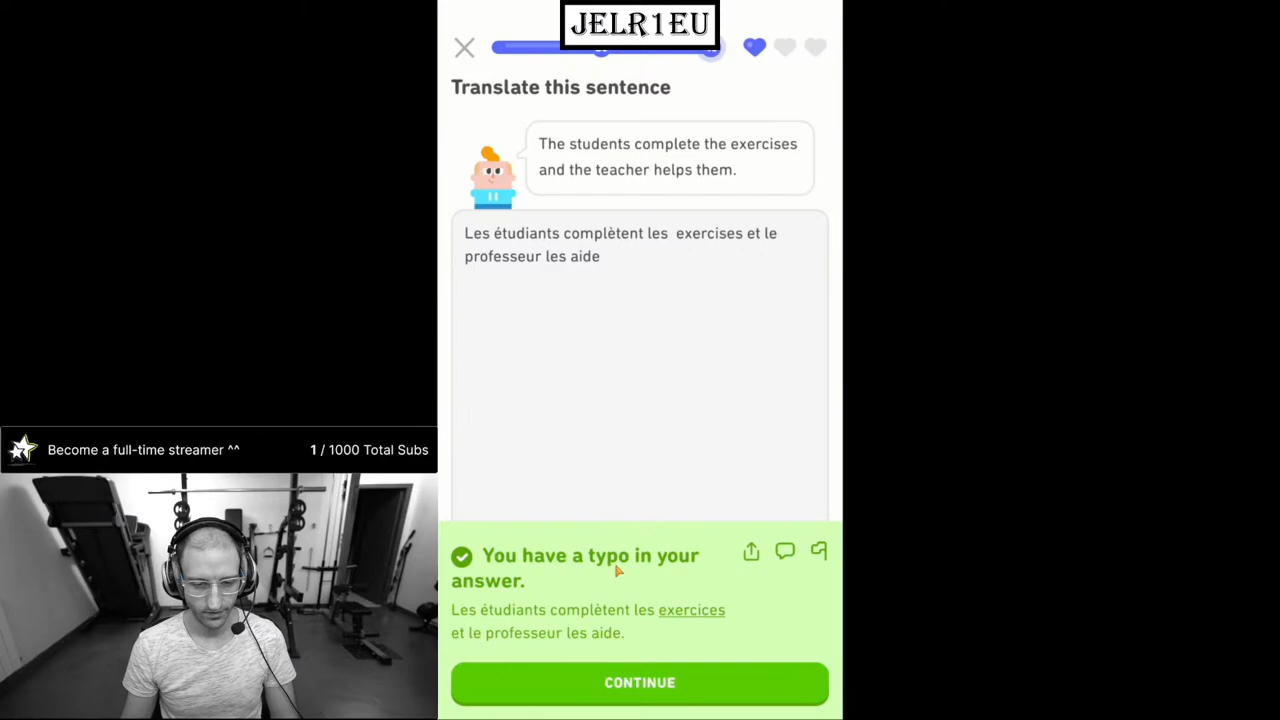 JELR1EU
Translate this sentence
The students complete the exercises
and the teacher helps them.
Les étudiants complètent les  exercises et le
professeur les aide
Become a full-time streamer ^^
1 / 1000 Total Subs
You have a typo in your
answer.
Les étudiants complètent les exercices
et le professeur les aide.
CONTINUE